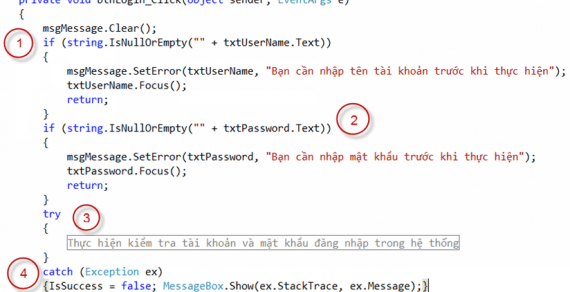 private void btnLogin_Click(object sender, EventArgs e)
{
msgMessage.Clear();
1 if (string.IsNullOrEmpty("" + txtUserName.Text))
{
msgMessage.SetError(txtUserName, "Bạn cần nhập tên tài khoản trước khi thực hiện");
txtUserName.Focus();
return;
}
if (string.IsNullOrEmpty("" + txtPassword.Text)) 2
{
msgMessage.SetError(txtPassword, "Bạn cần nhập mật khẩu trước khi thực hiện");
txtPassword.Focus();
return;
}
try 3
{
Thực hiện kiểm tra tài khoản và mật khẩu đăng nhập trong hệ thống
}
4 catch (Exception ex)
{IsSuccess = false; MessageBox.Show(ex.StackTrace, ex.Message);}